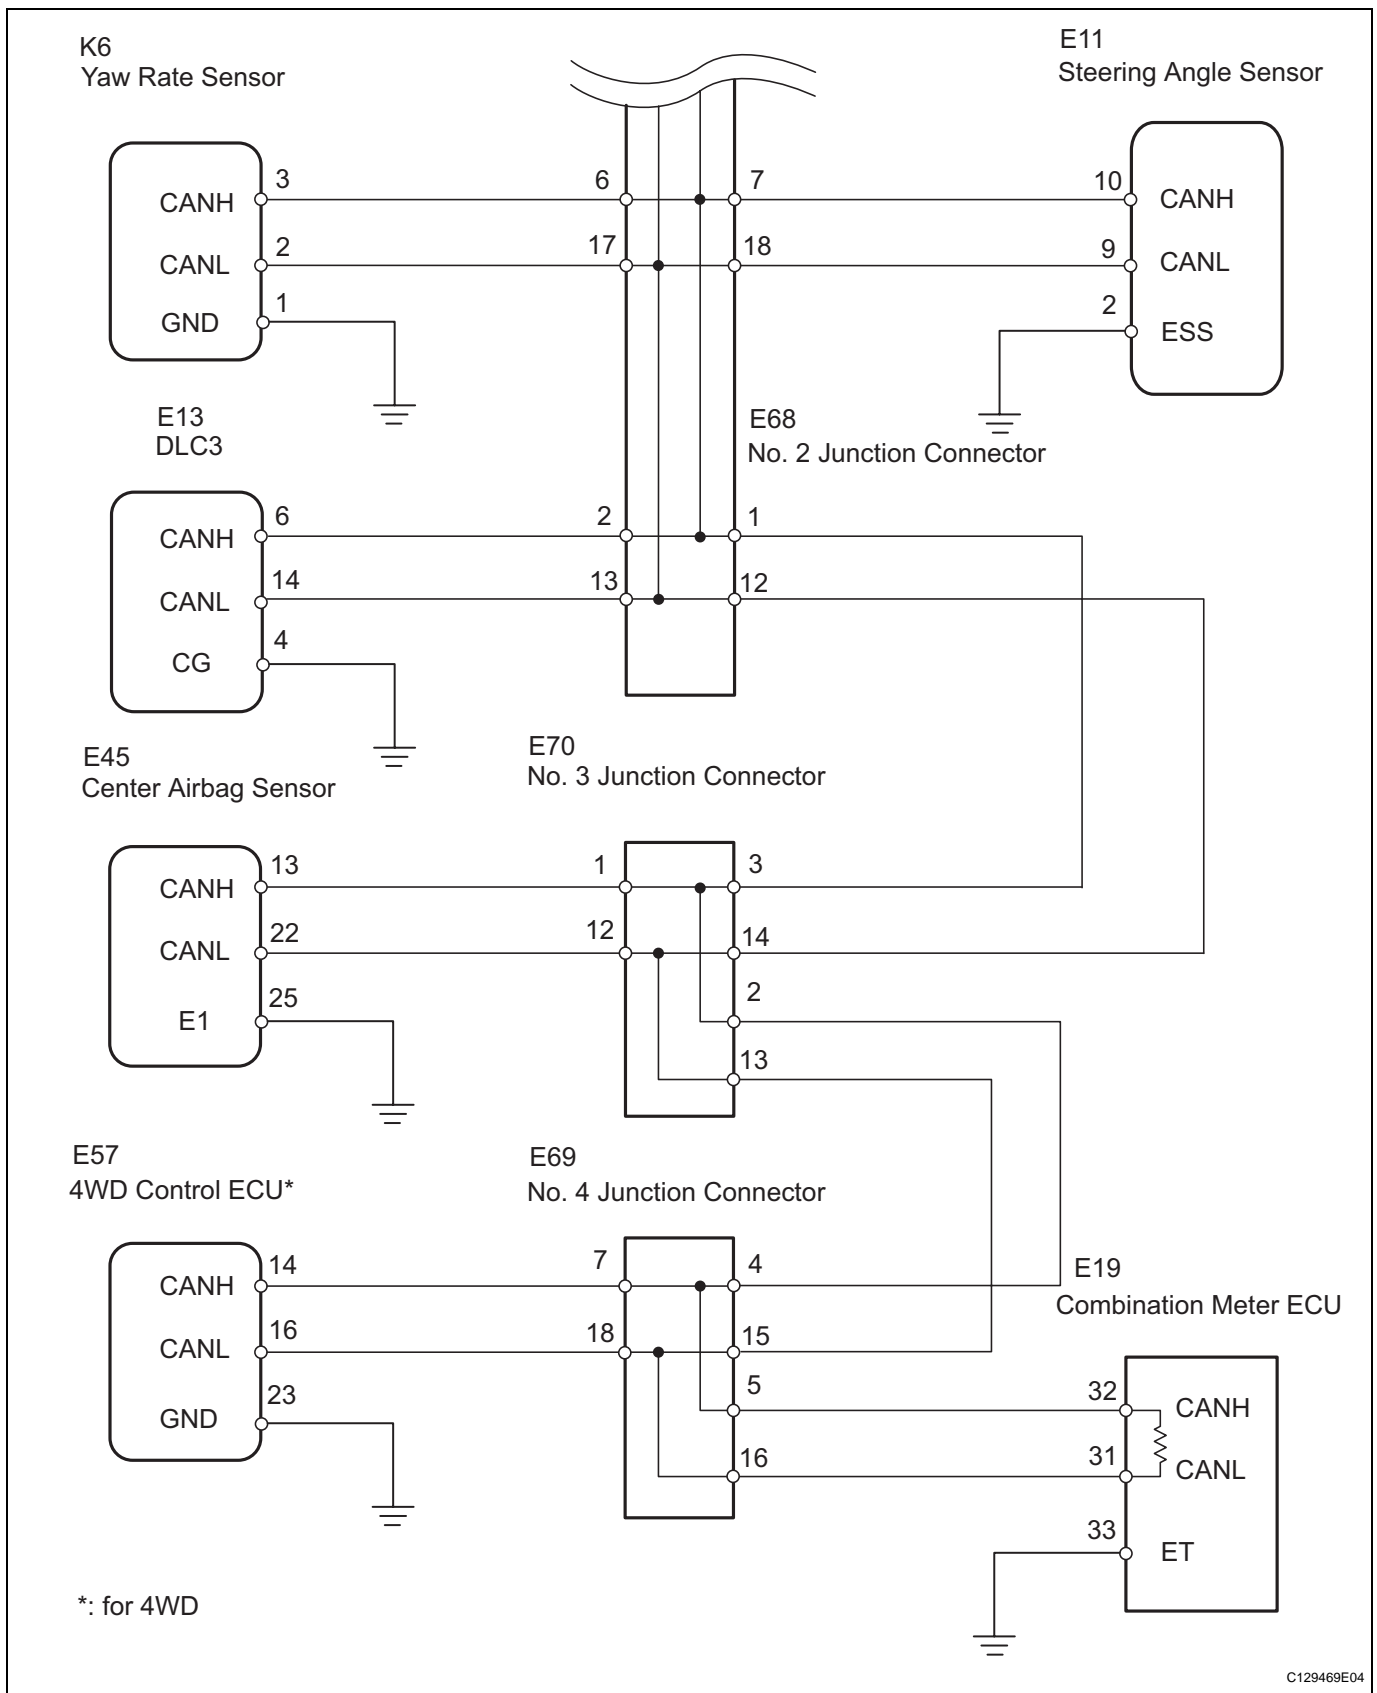 K6
Yaw Rate Sensor
E11
Steering Angle Sensor
CANH 3 6 7 10 CANH
CANL 2 17 18 9 CANL
GND 1 2 ESS
E13
DLC3
E68
No. 2 Junction Connector
CANH 6 2 1
CANL 14 13 12
CG 4
E45
Center Airbag Sensor
E70
No. 3 Junction Connector
CANH 13 1 3
CANL 22 12 14
2
E1 25
13
E57
4WD Control ECU*
E69
No. 4 Junction Connector
CANH 14 7 4
E19
Combination Meter ECU
CANL 16 18 15
GND 23 5 32 CANH
16 31 CANL
33 ET
*: for 4WD
C129469E04